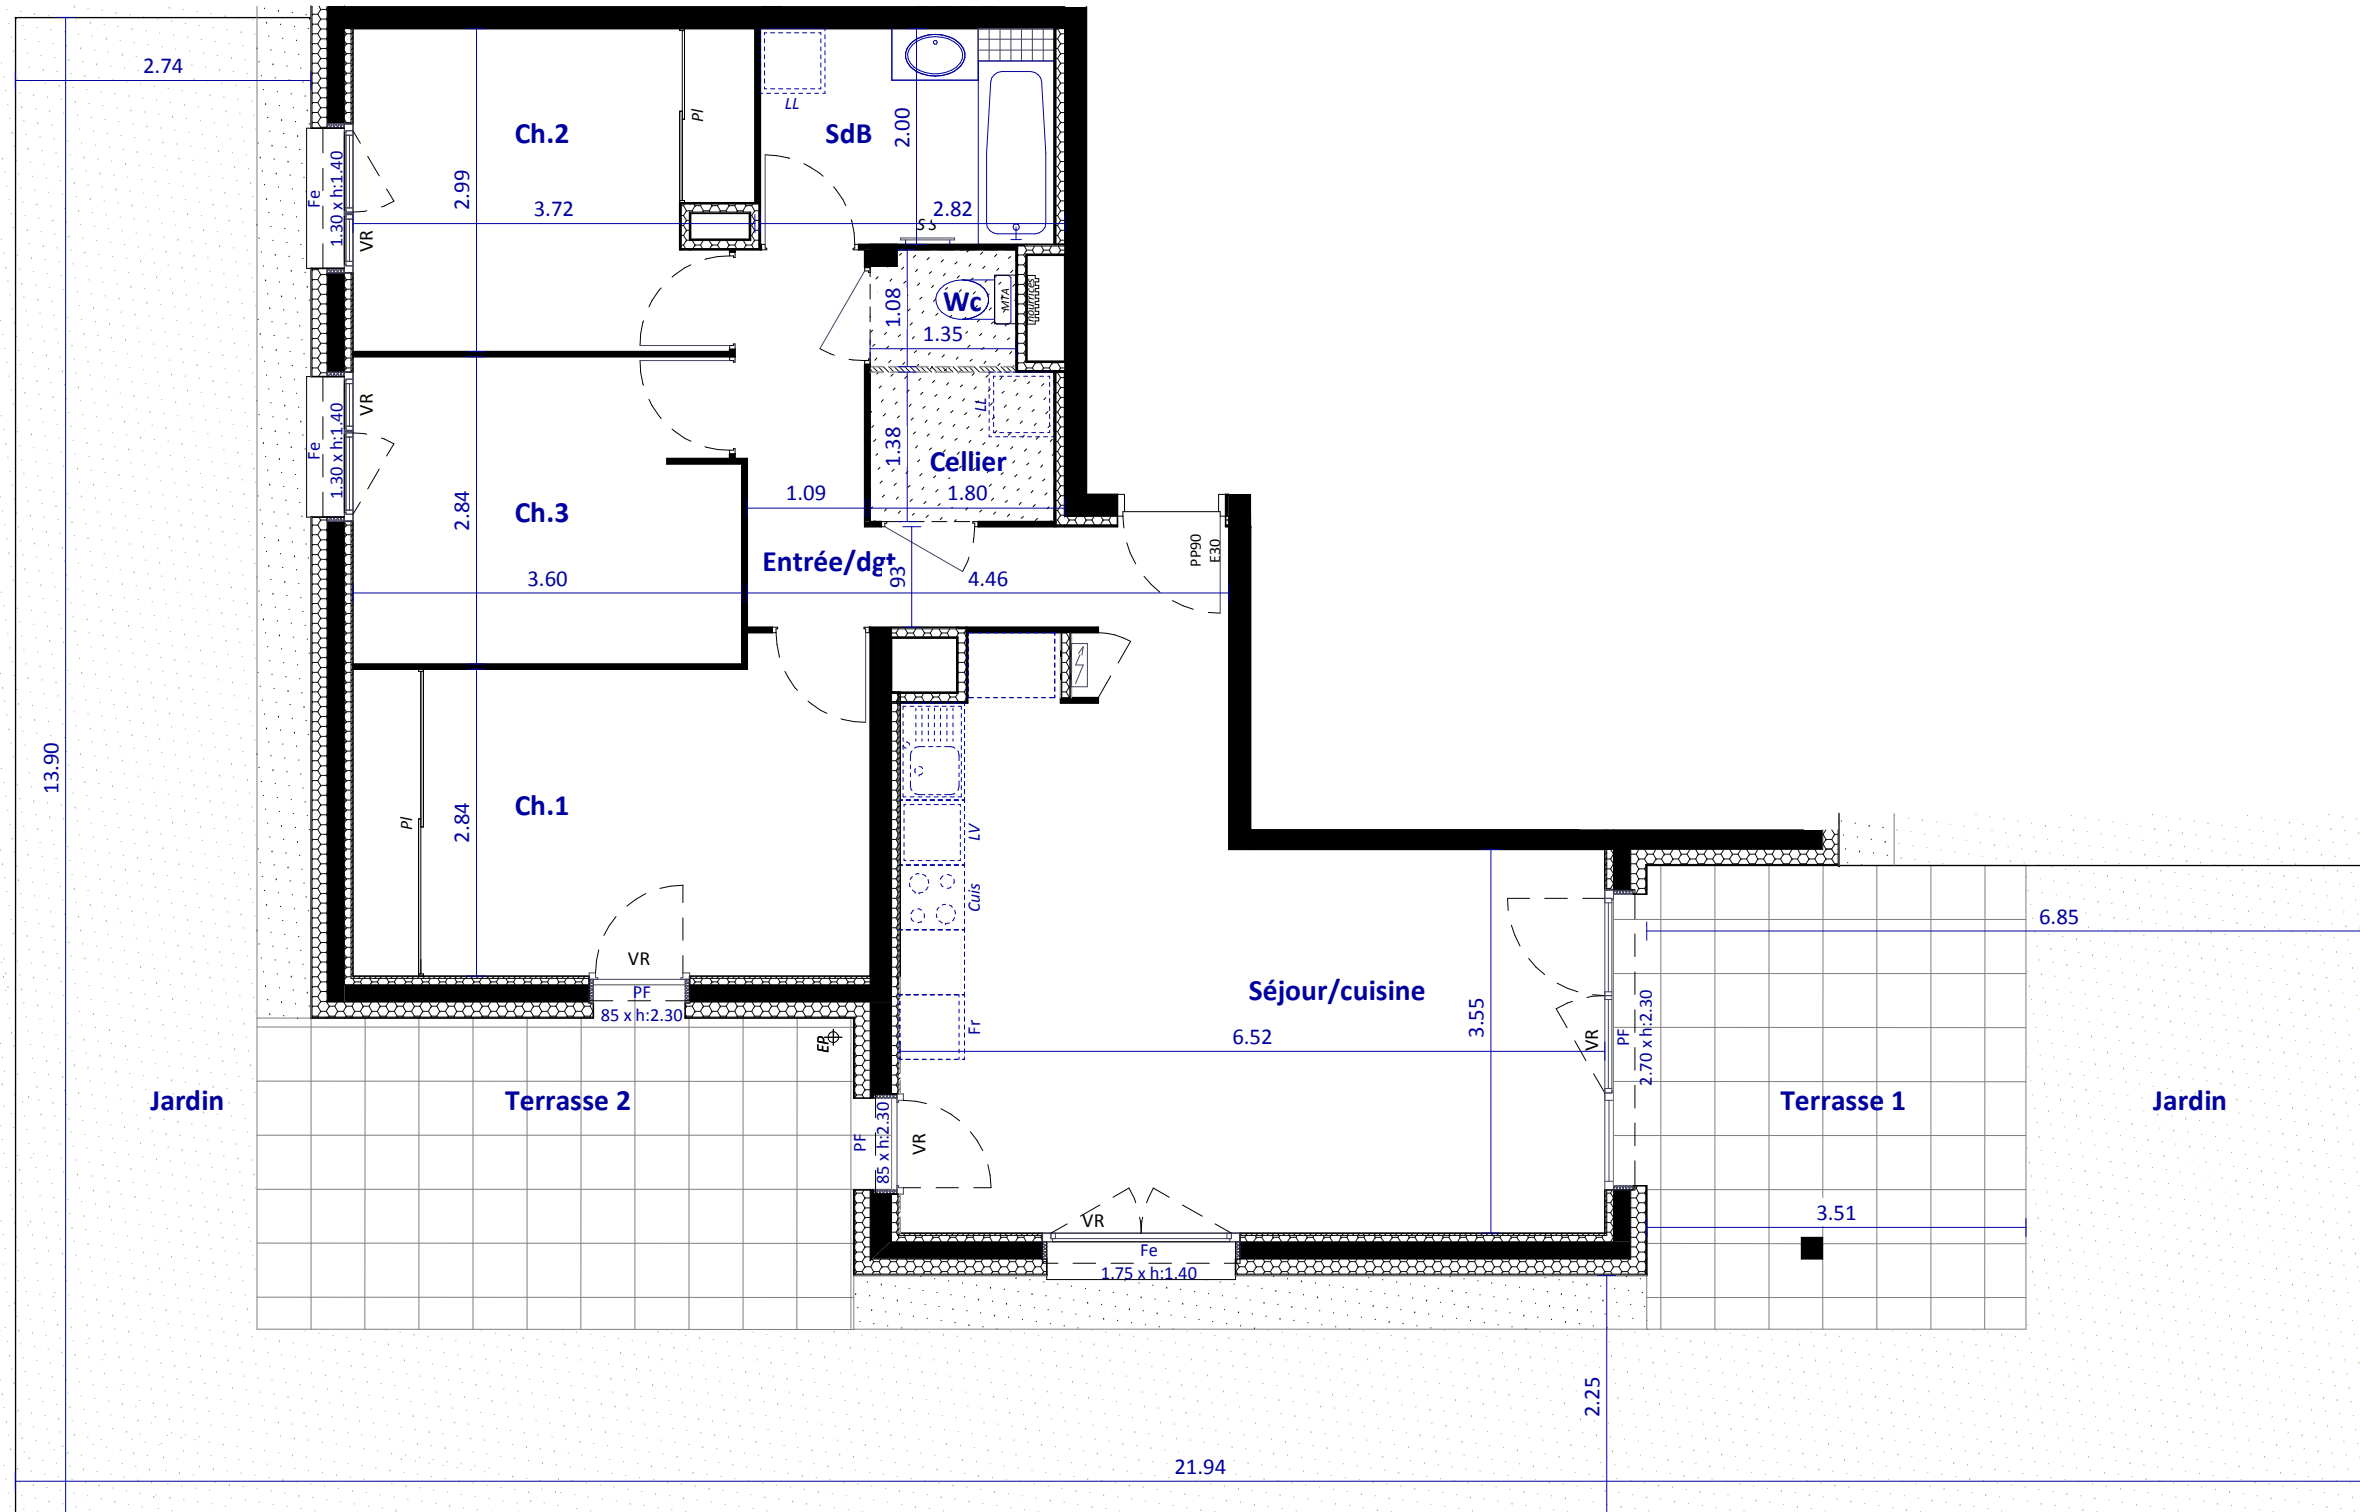 2.74
Ch.2
Pl
LL
SdB
2.00
Fe
1.30 x h:1.40
VR
2.99
3.72
2.82
Wc
MTA
nourrices
1.08
1.35
Fe
1.30 x h:1.40
VR
LL
1.38
Cellier
1.09
1.80
Ch.3
2.84
3.60
Entrée/dgt
93
4.46
PP90
E30
13.90
Ch.1
Pl
2.84
LV
Cuis
Fr
VR
PF
85 x h:2.30
EP
Séjour/cuisine
6.52
3.55
VR
PF
2.70 x h:2.30
6.85
Jardin
Terrasse 2
PF
85 x h:2.30
VR
Terrasse 1
Jardin
3.51
VR
Fe
1.75 x h:1.40
2.25
21.94